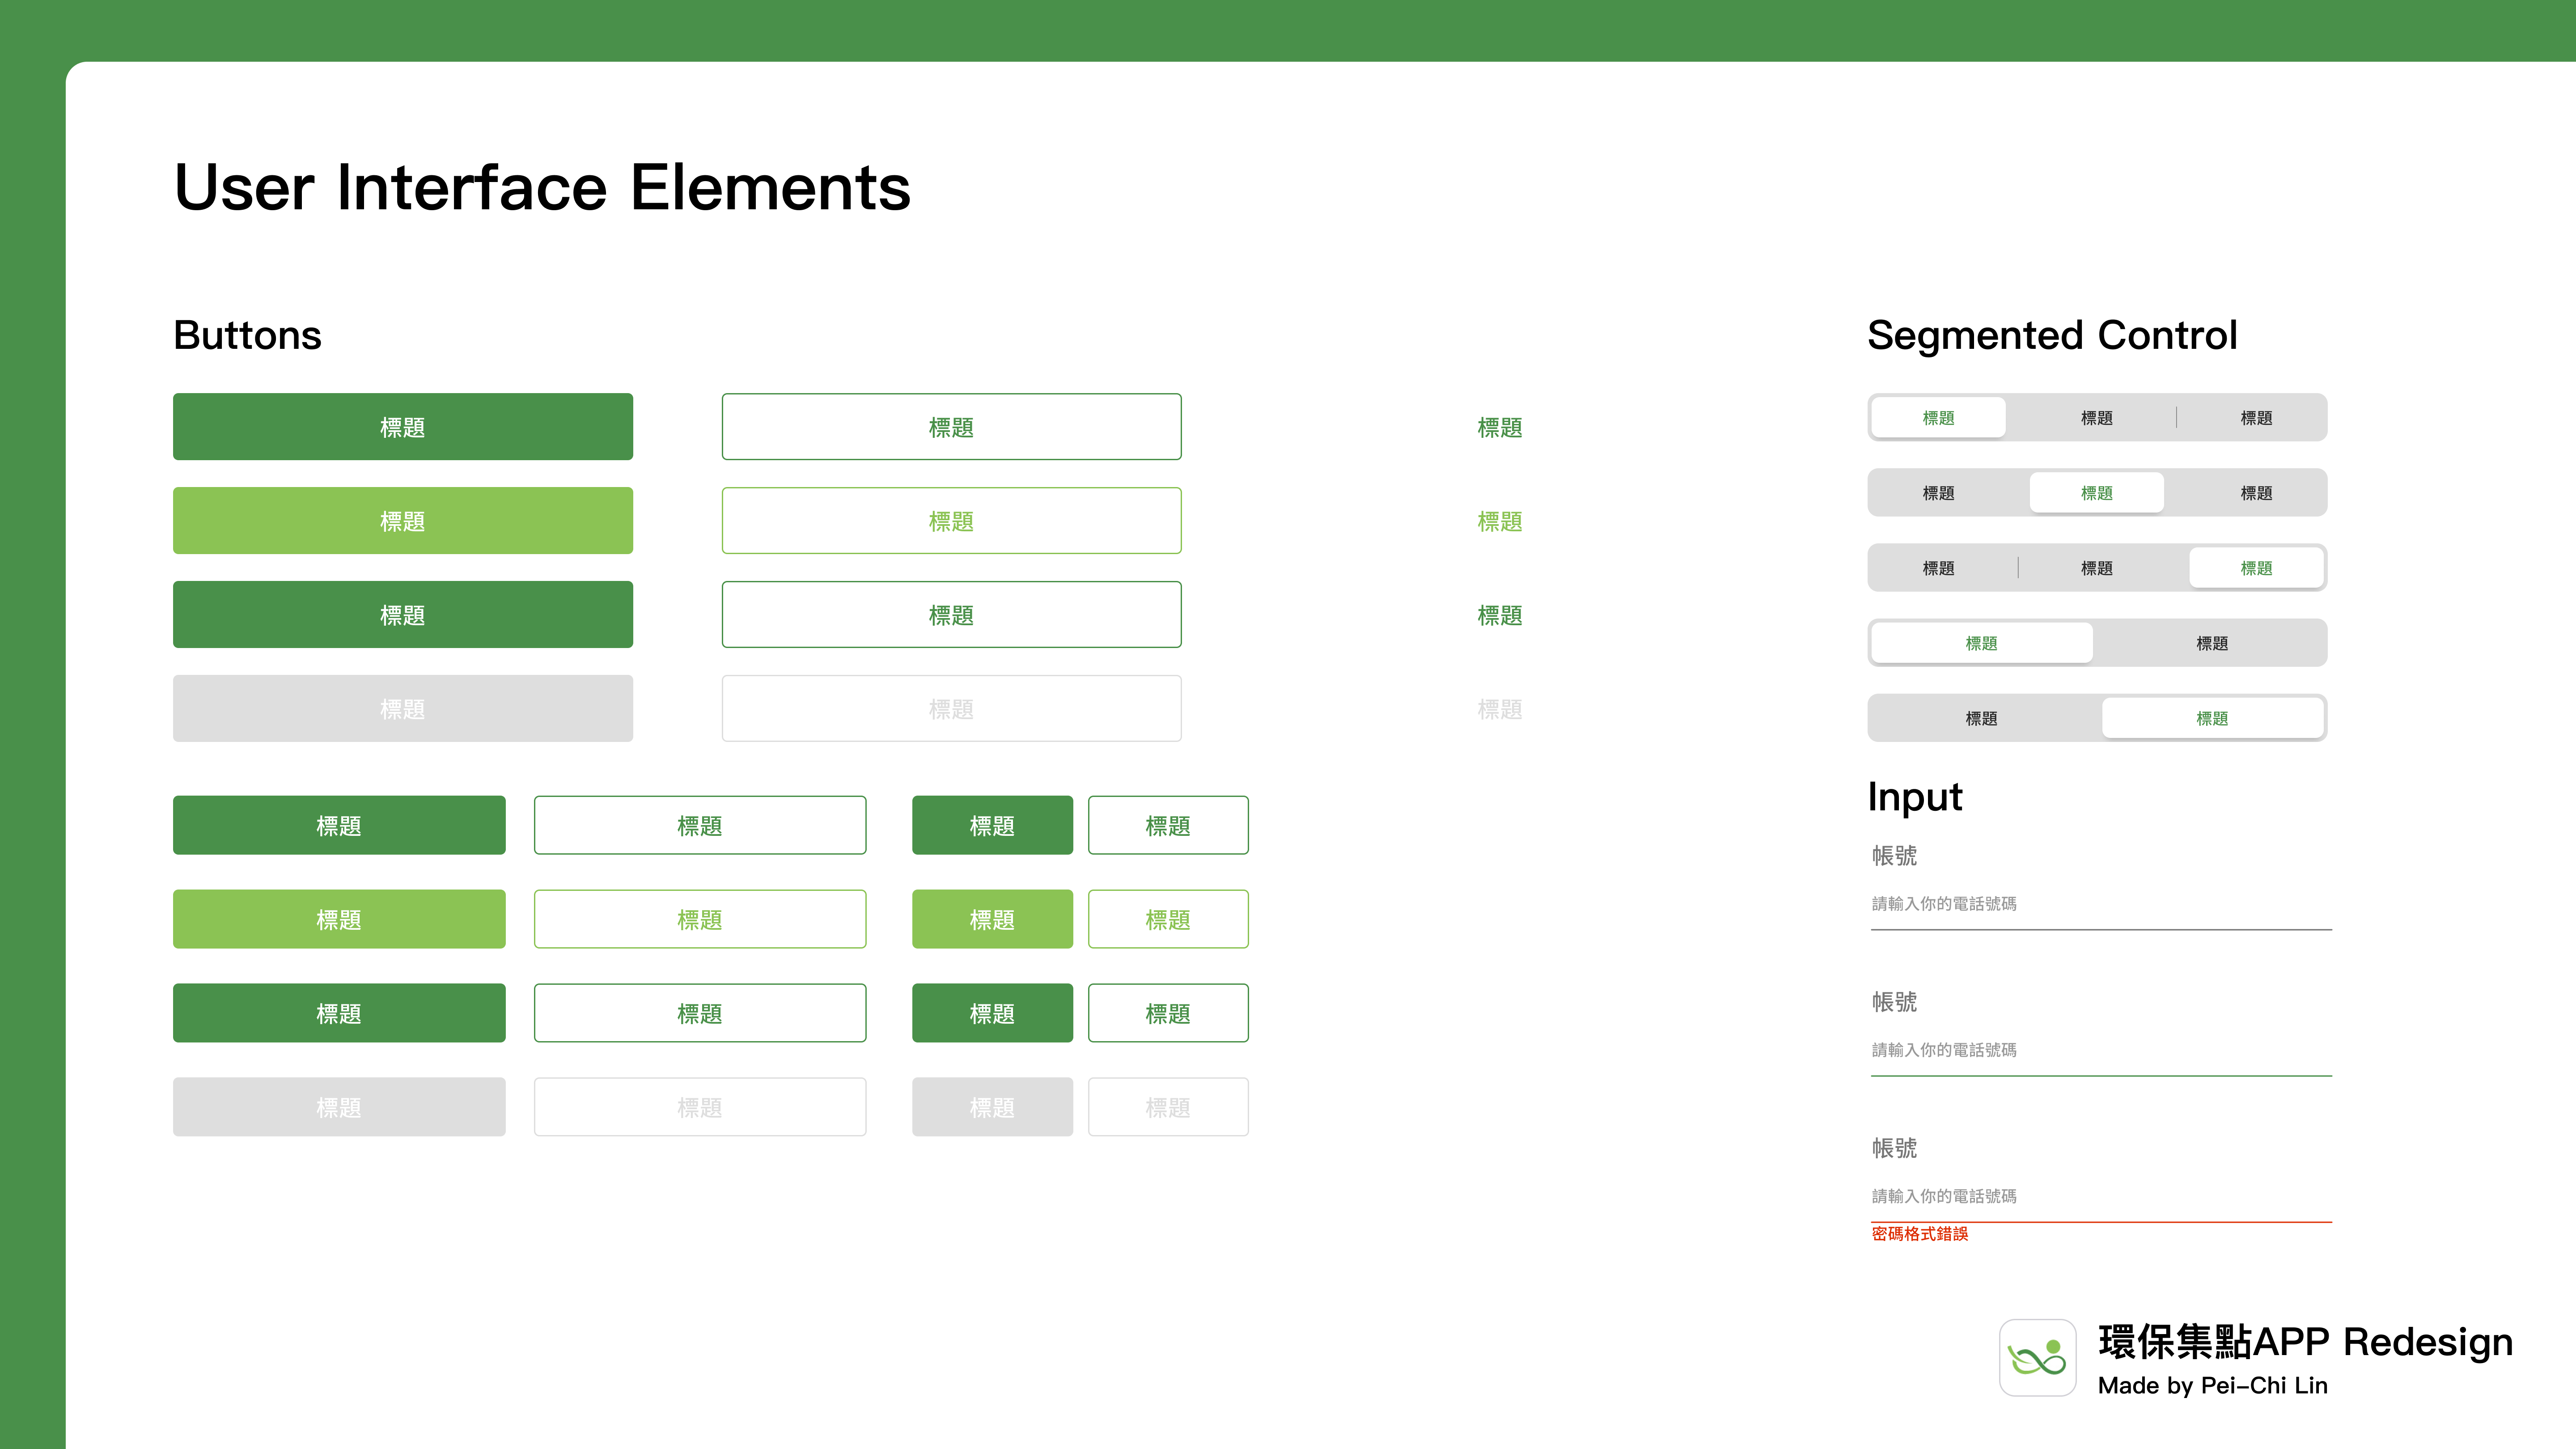 User Interface Elements
Buttons
標題 標題 標題
標題 標題 標題
標題 標題 標題
標題 標題 標題
標題 標題 標題 標題
標題 標題 標題 標題
標題 標題 標題 標題
標題 標題 標題 標題
Segmented Control
標題 標題 標題
標題 標題 標題
標題 標題 標題
標題 標題
標題 標題
Input
帳號
請輸入你的電話號碼
帳號
請輸入你的電話號碼
帳號
請輸入你的電話號碼
密碼格式錯誤
環保集點APP Redesign
Made by Pei-Chi Lin